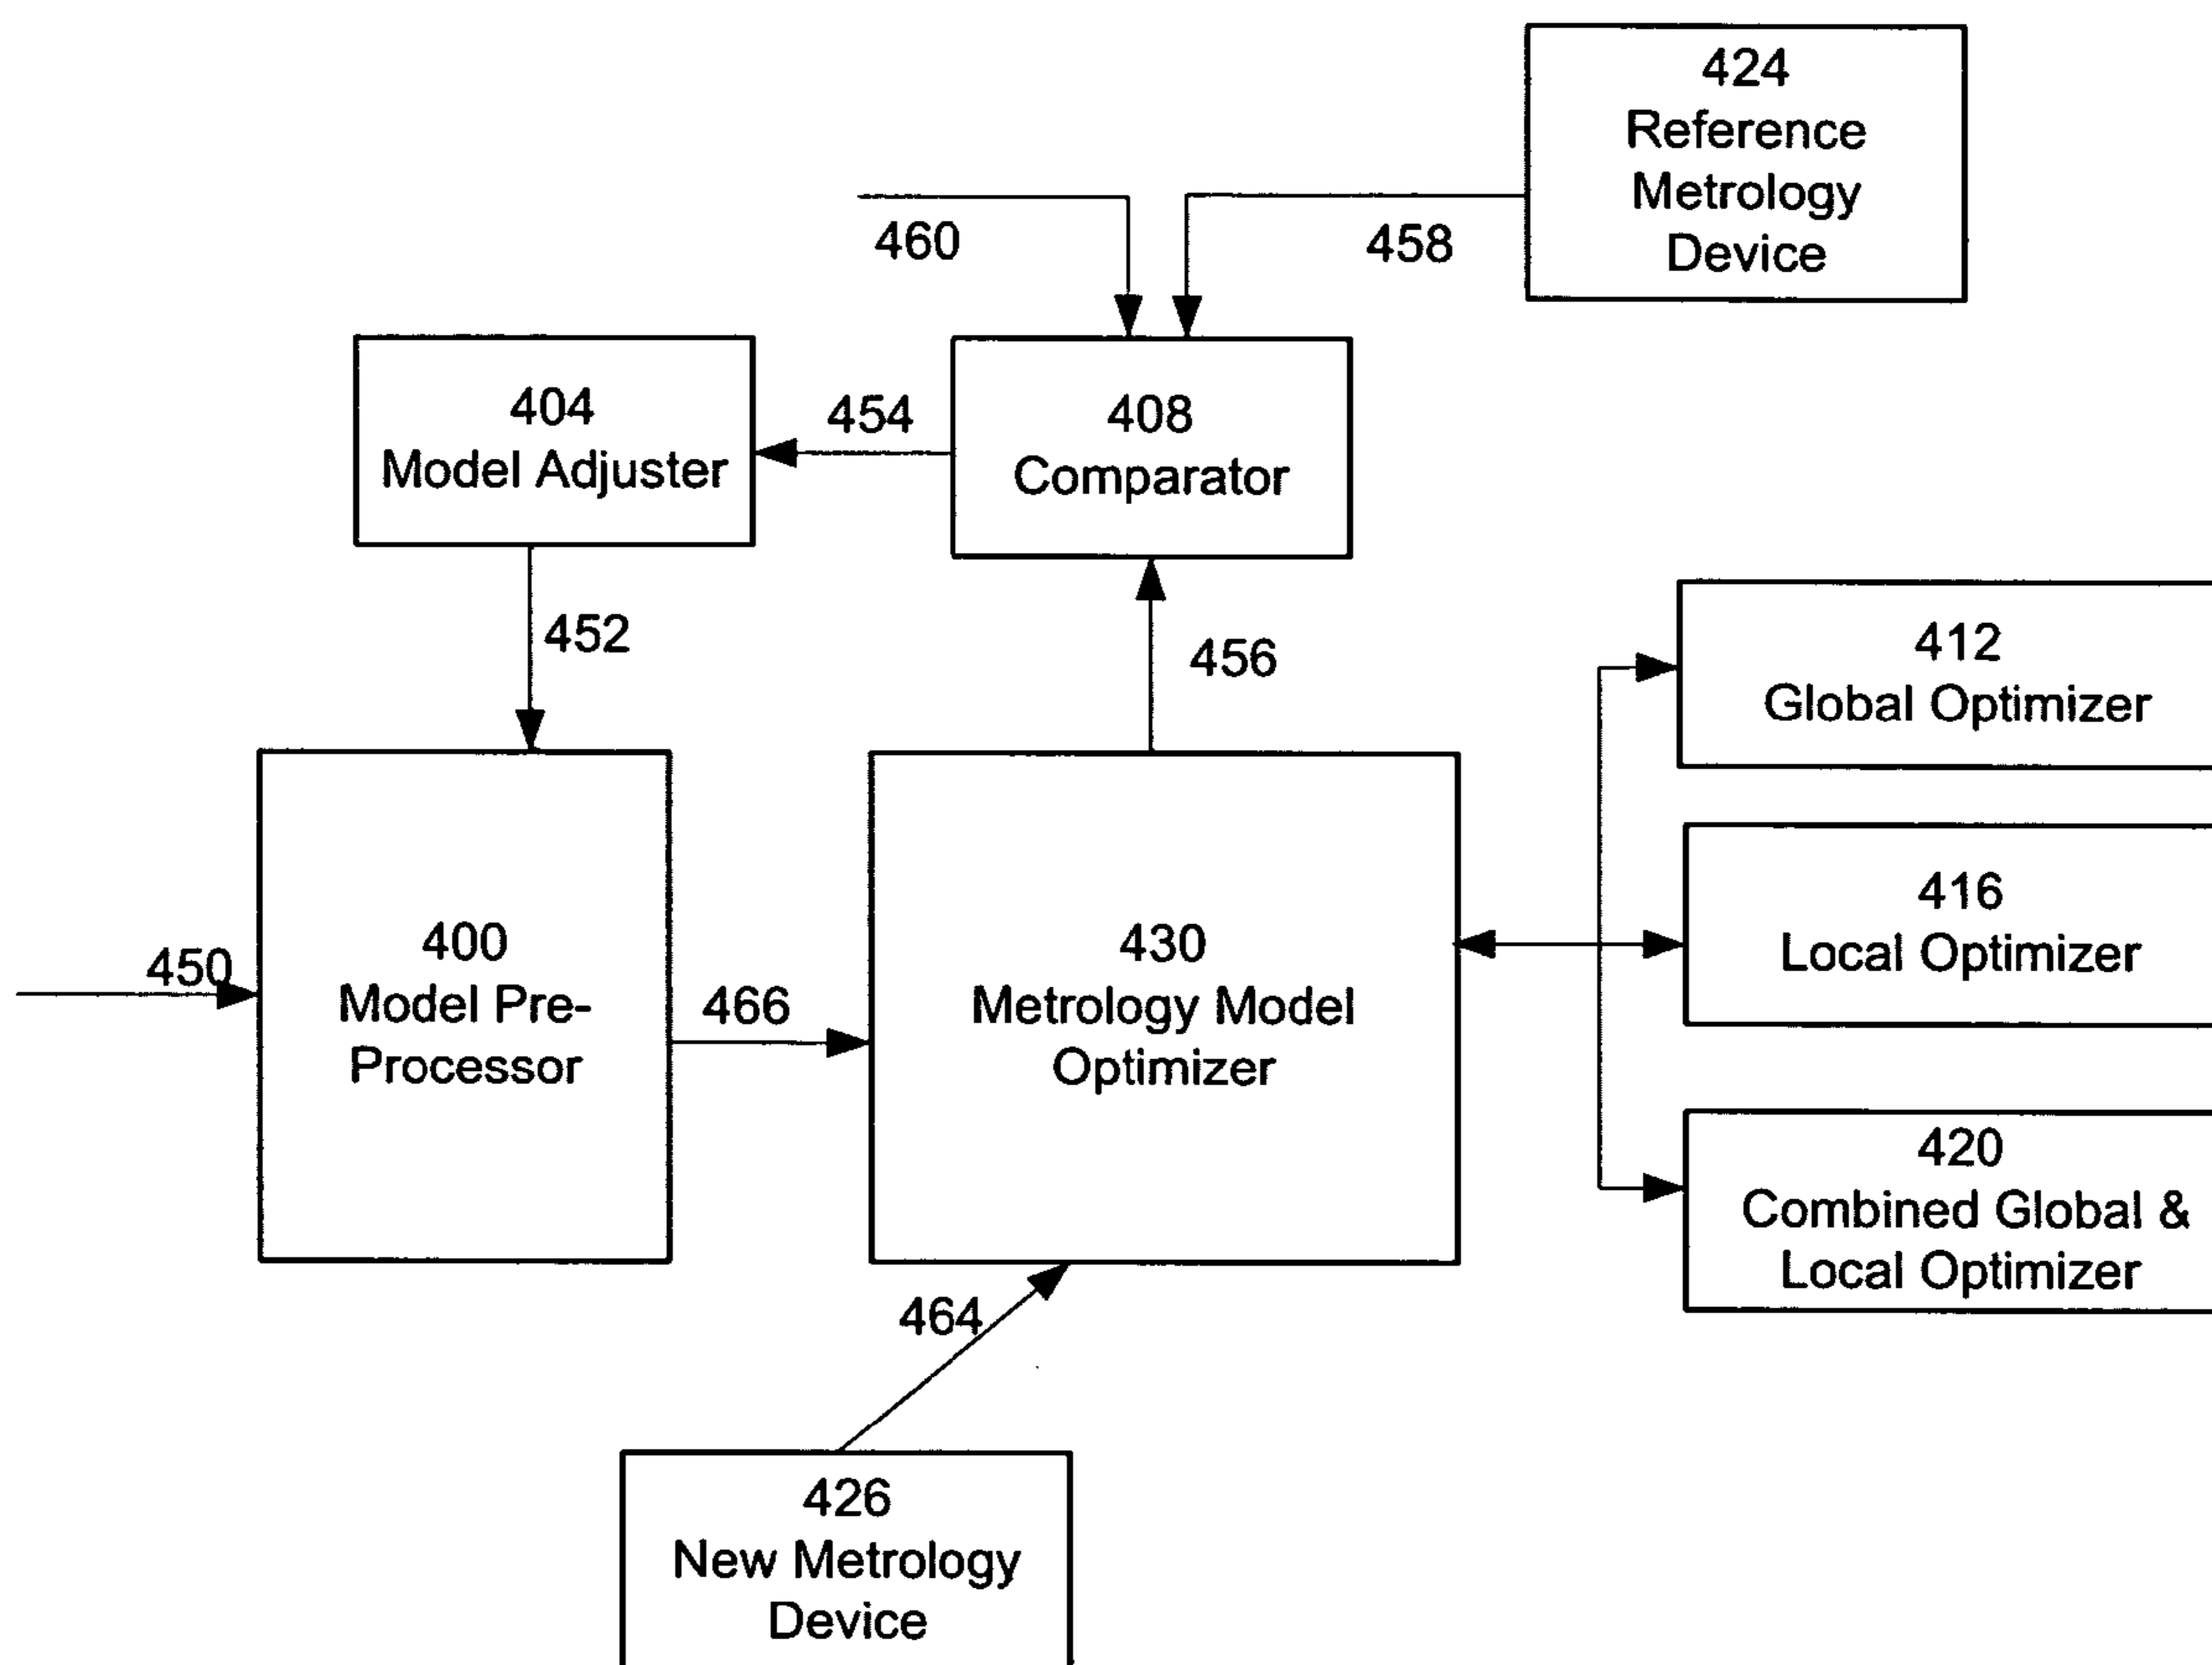 424
Reference
Metrology
Device
460
458
404
Model Adjuster
454
408
Comparator
452
456
412
Global Optimizer
416
Local Optimizer
450
400
Model Pre-
Processor
466
430
Metrology Model
Optimizer
420
Combined Global &
Local Optimizer
464
426
New Metrology
Device